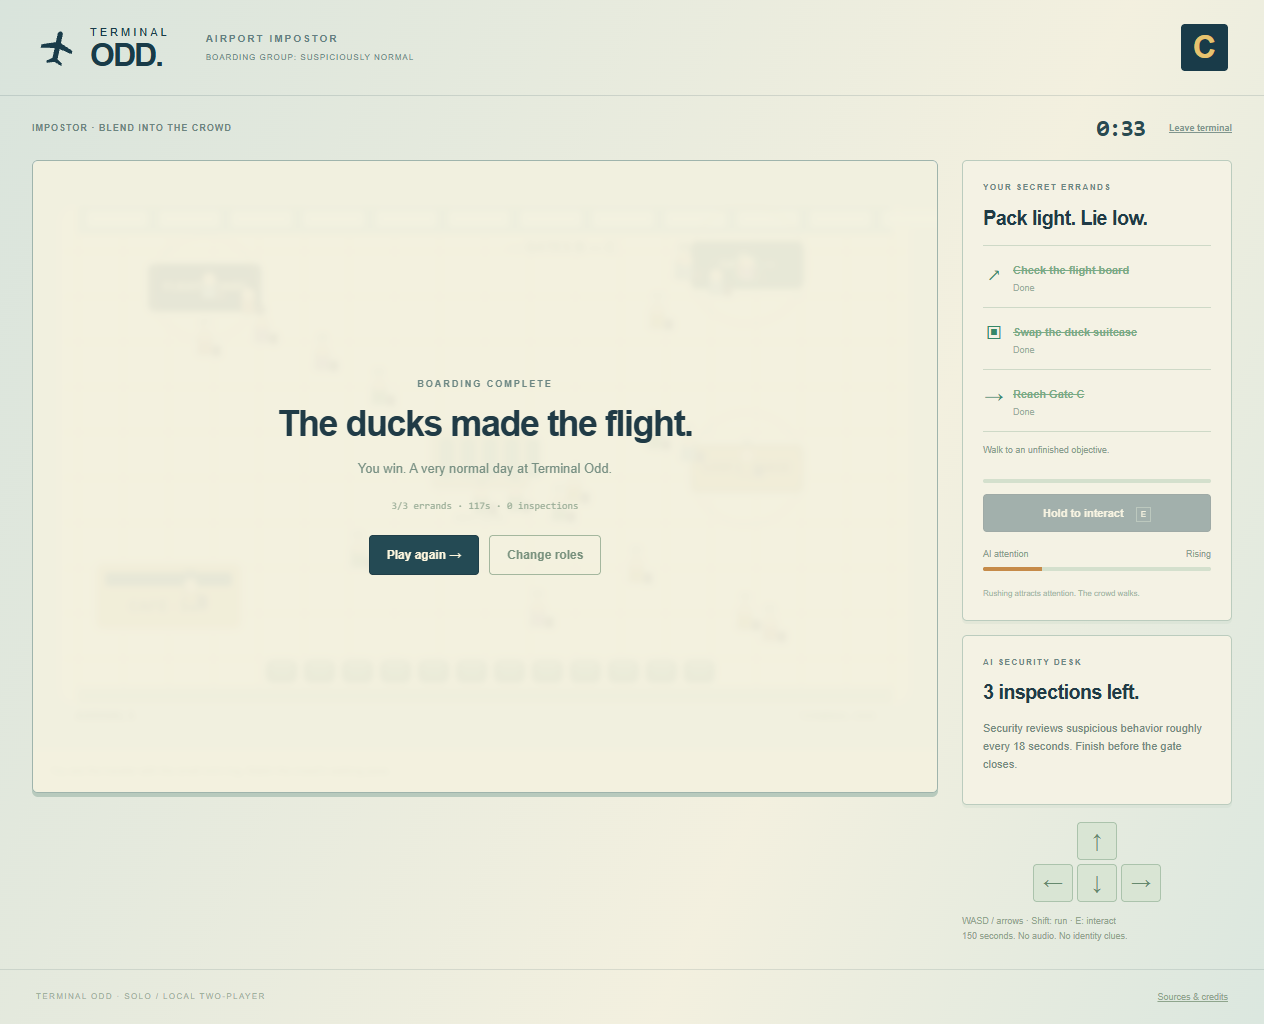 TERMINAL
ODD.
AIRPORT IMPOSTOR
BOARDING GROUP: SUSPICIOUSLY NORMAL
C
IMPOSTOR · BLEND INTO THE CROWD
0:33
Leave terminal
BOARDING COMPLETE
The ducks made the flight.
You win. A very normal day at Terminal Odd.
3/3 errands · 117s · 0 inspections
Play again →
Change roles
YOUR SECRET ERRANDS
Pack light. Lie low.
↗ Check the flight board
Done
▣ Swap the duck suitcase
Done
→ Reach Gate C
Done
Walk to an unfinished objective.
Hold to interact E
AI attention Rising
Rushing attracts attention. The crowd walks.
AI SECURITY DESK
3 inspections left.
Security reviews suspicious behavior roughly
every 18 seconds. Finish before the gate
closes.
↑
← ↓ →
WASD / arrows · Shift: run · E: interact
150 seconds. No audio. No identity clues.
TERMINAL ODD · SOLO / LOCAL TWO-PLAYER
Sources & credits